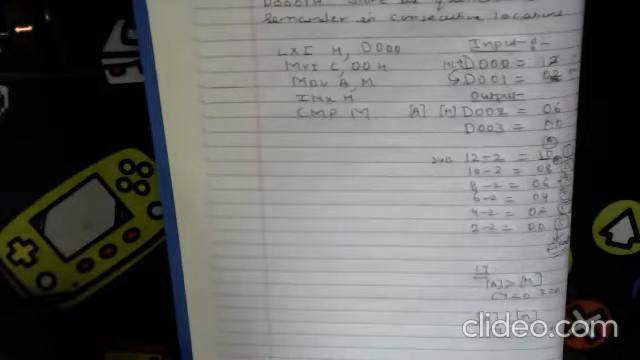 remainder in consecutive locations
LXI H, D000
MVI C, 00H
MOV A, M
INX H
CMP M
Input :-
D000 = 12
D001 = 02
Output-
[A] [M] D002 = 06
D003 = 00
12-2 = 10
10-2 = 08
8-2 = 06
6-2 = 04
4-2 = 02
2-2 = 00
[A] > [M]
CY=0 Z=0
clideo.com